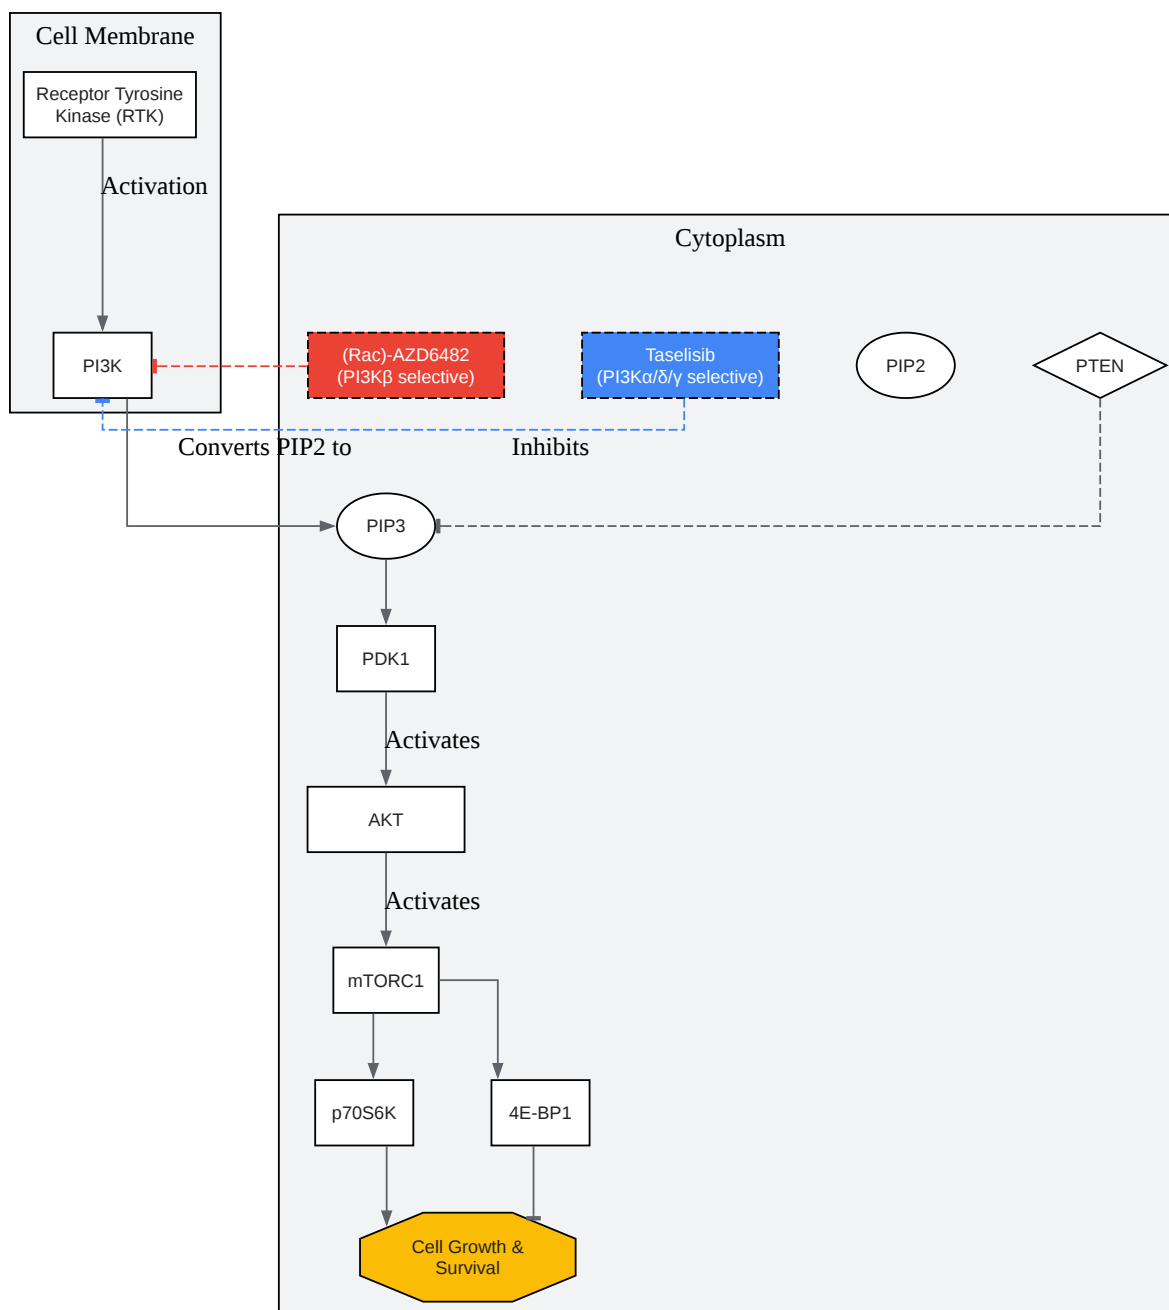 Cell Membrane
Receptor Tyrosine
Kinase (RTK)
Activation
Cytoplasm
PI3K
(Rac)-AZD6482
(PI3Kβ selective)
Taselisib
(PI3Kα/δ/γ selective)
PIP2
PTEN
Converts PIP2 to
Inhibits
PIP3
PDK1
Activates
AKT
Activates
mTORC1
p70S6K
4E-BP1
Cell Growth &
Survival